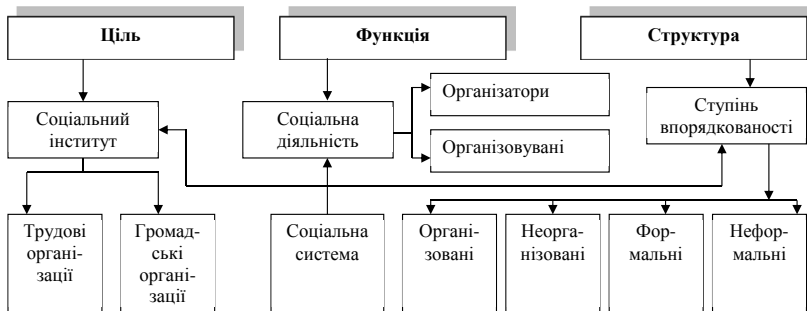 Ціль
Функція
Структура
Соціальний
інститут
Соціальна
діяльність
Організатори
Організовувані
Ступінь
впорядкованості
Трудові
органі-
зації
Громад-
ські
органі-
зації
Соціальна
система
Органі-
зовані
Неорга-
нізовані
Фор-
мальні
Нефор-
мальні